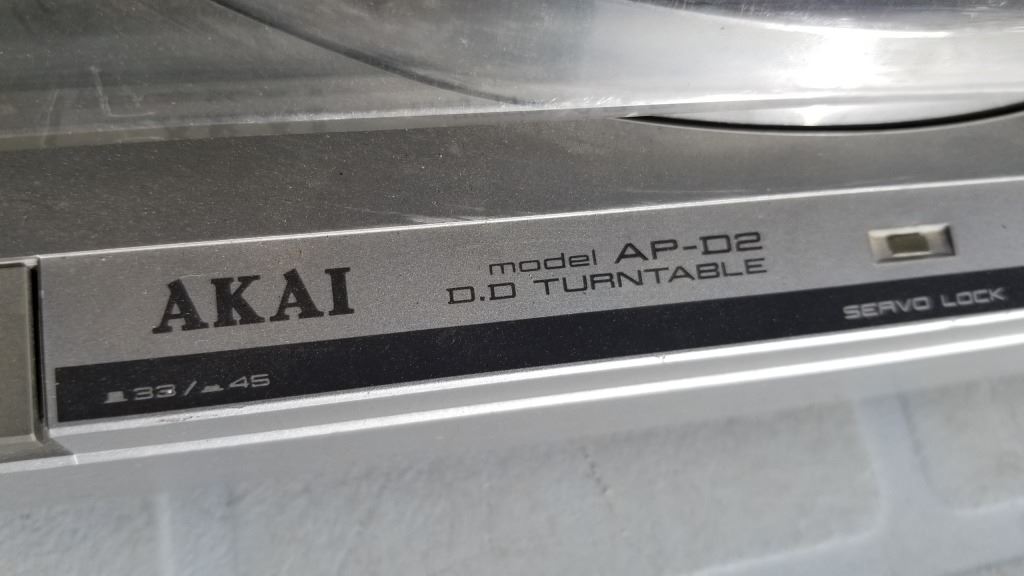 AKAI
model AP-D2
D.D TURNTABLE
SERVO LOCK
33/ 45